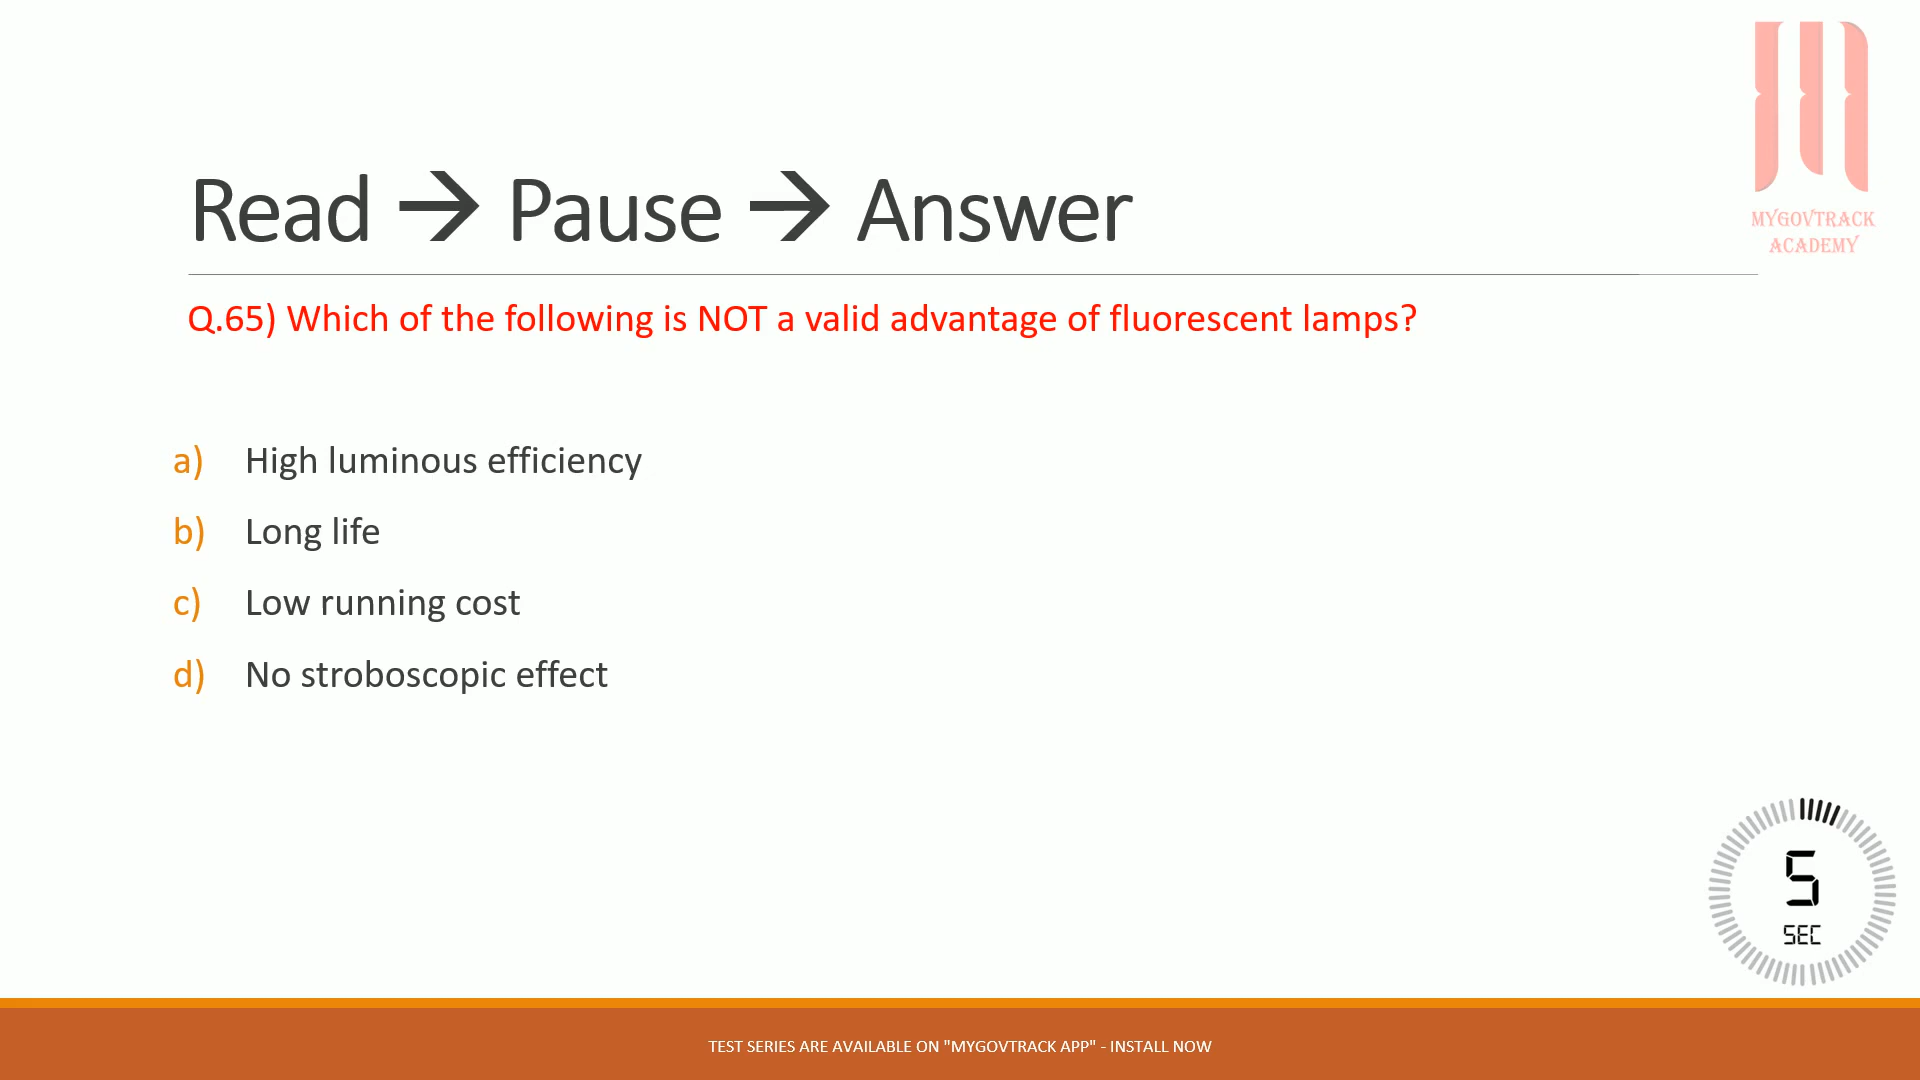 MYGOVTRACK
ACADEMY
Read → Pause → Answer
Q.65) Which of the following is NOT a valid advantage of fluorescent lamps?
a) High luminous efficiency
b) Long life
c) Low running cost
d) No stroboscopic effect
5
SEC
TEST SERIES ARE AVAILABLE ON "MYGOVTRACK APP" - INSTALL NOW